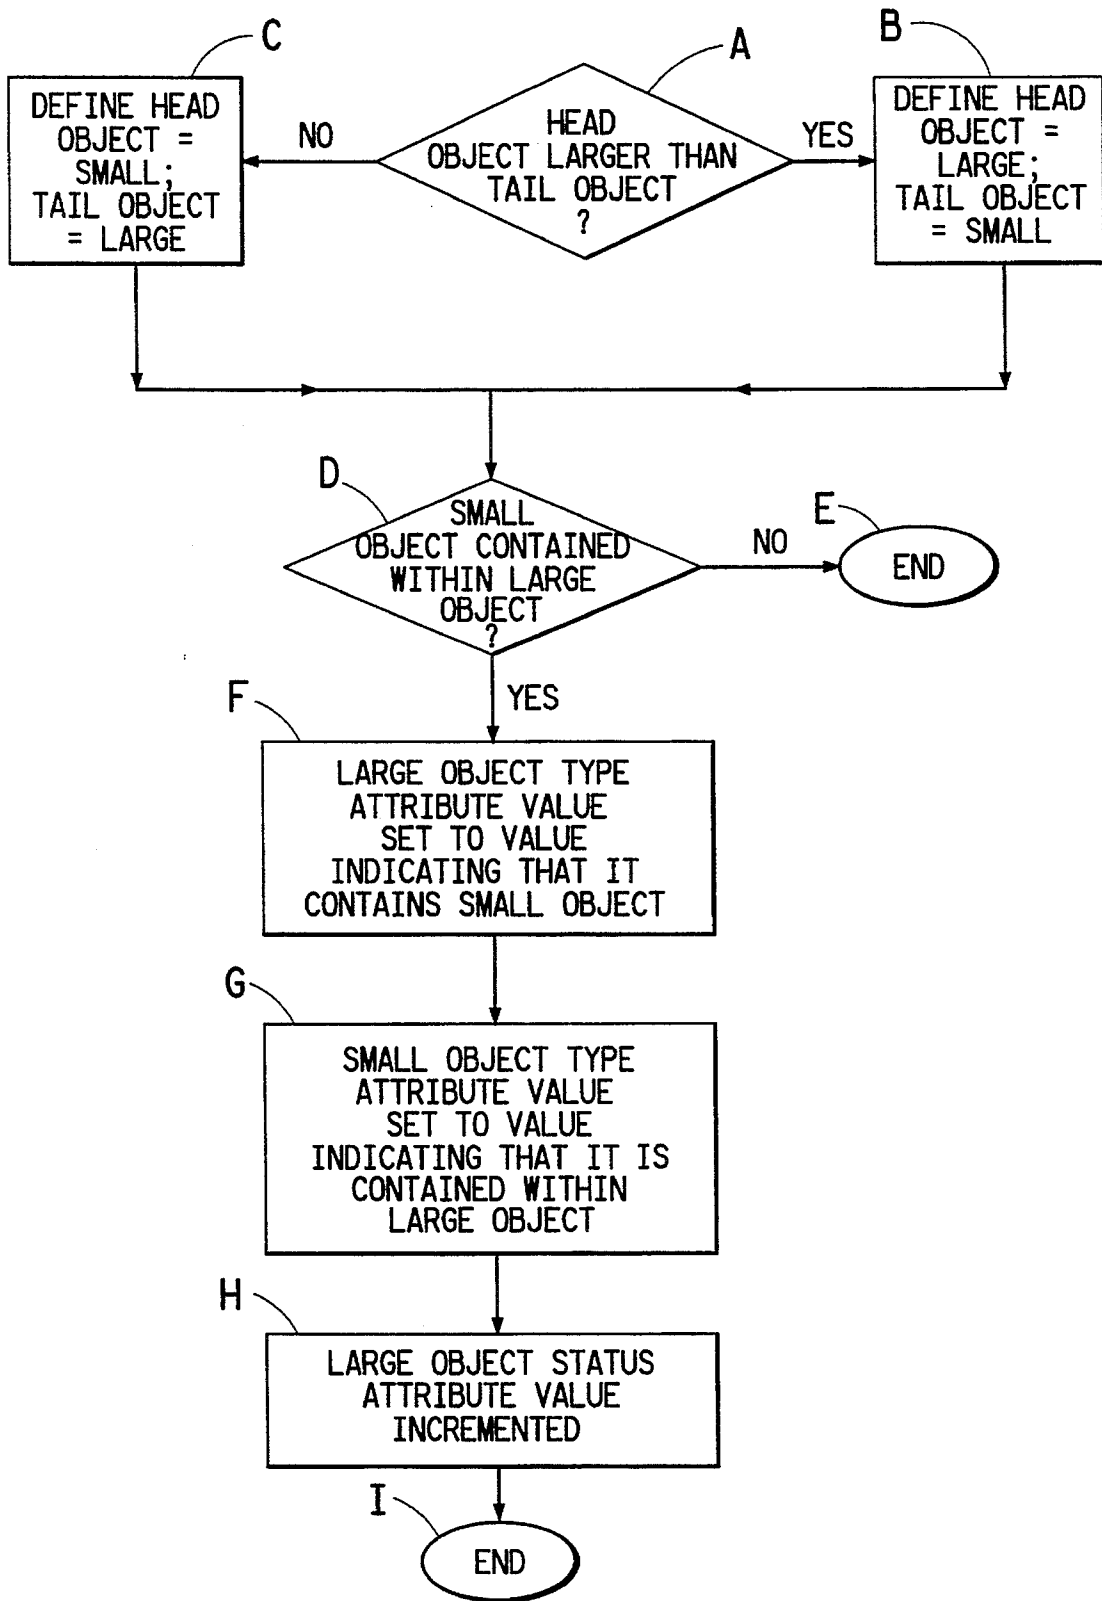 C
A
B
DEFINE HEAD
OBJECT =
SMALL;
TAIL OBJECT
= LARGE
NO
HEAD
OBJECT LARGER THAN
TAIL OBJECT
?
YES
DEFINE HEAD
OBJECT =
LARGE;
TAIL OBJECT
= SMALL
D
SMALL
OBJECT CONTAINED
WITHIN LARGE
OBJECT
?
NO
E
END
YES
F
LARGE OBJECT TYPE
ATTRIBUTE VALUE
SET TO VALUE
INDICATING THAT IT
CONTAINS SMALL OBJECT
G
SMALL OBJECT TYPE
ATTRIBUTE VALUE
SET TO VALUE
INDICATING THAT IT IS
CONTAINED WITHIN
LARGE OBJECT
H
LARGE OBJECT STATUS
ATTRIBUTE VALUE
INCREMENTED
I
END